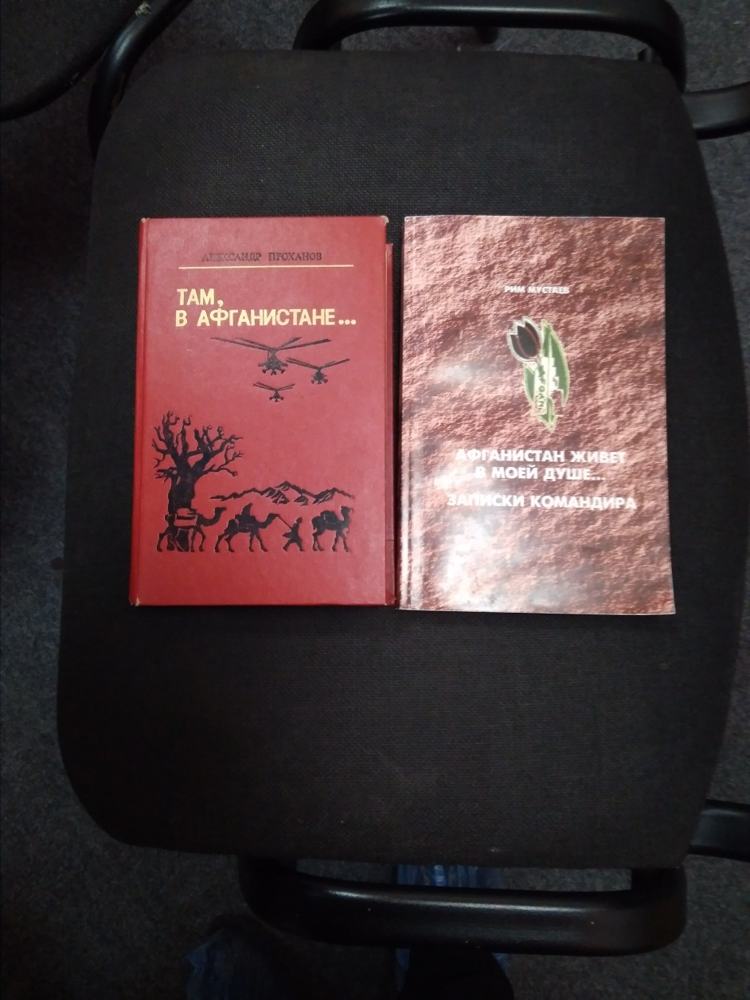 АЛЕКСАНДР ПРОХАНОВ
ТАМ,
В АФГАНИСТАНЕ...
РИМ МУСТАЕВ
АФГАНИСТАН ЖИВЕТ
В МОЕЙ ДУШЕ...
ЗАПИСКИ КОМАНДИРА